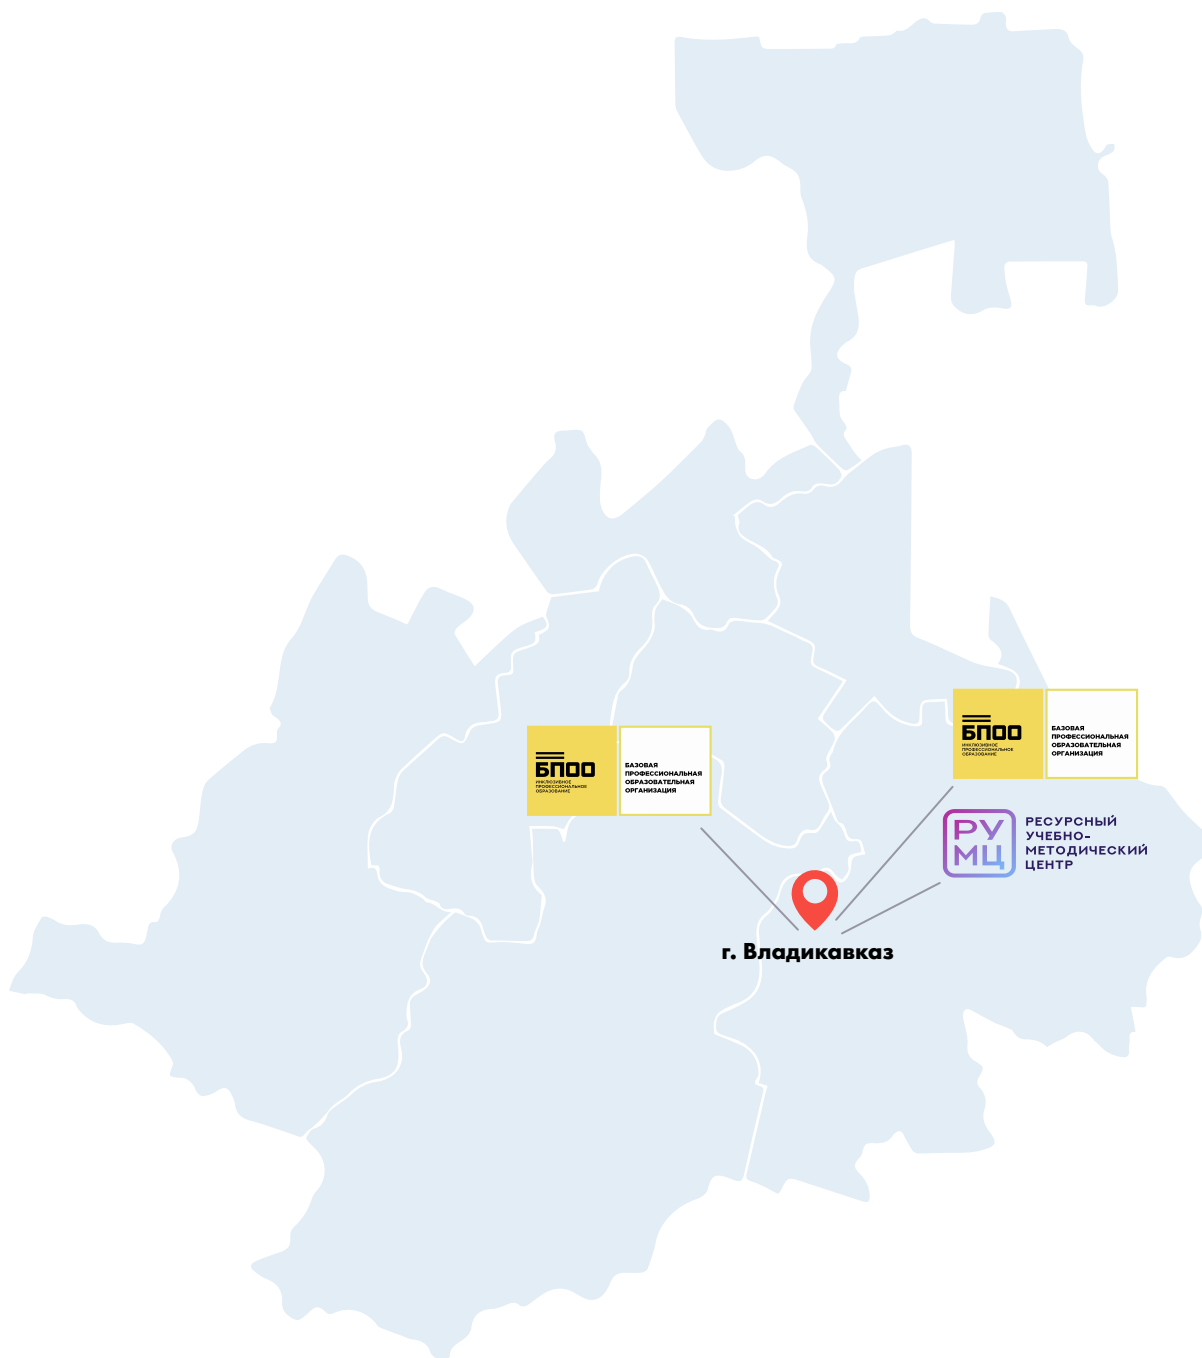 БПОО
ИНКЛЮЗИВНОЕ
ПРОФЕССИОНАЛЬНОЕ
ОБРАЗОВАНИЕ
БАЗОВАЯ
ПРОФЕССИОНАЛЬНАЯ
ОБРАЗОВАТЕЛЬНАЯ
ОРГАНИЗАЦИЯ
БПОО
ИНКЛЮЗИВНОЕ
ПРОФЕССИОНАЛЬНОЕ
ОБРАЗОВАНИЕ
БАЗОВАЯ
ПРОФЕССИОНАЛЬНАЯ
ОБРАЗОВАТЕЛЬНАЯ
ОРГАНИЗАЦИЯ
РУ
МЦ
РЕСУРСНЫЙ
УЧЕБНО-
МЕТОДИЧЕСКИЙ
ЦЕНТР
г. Владикавказ